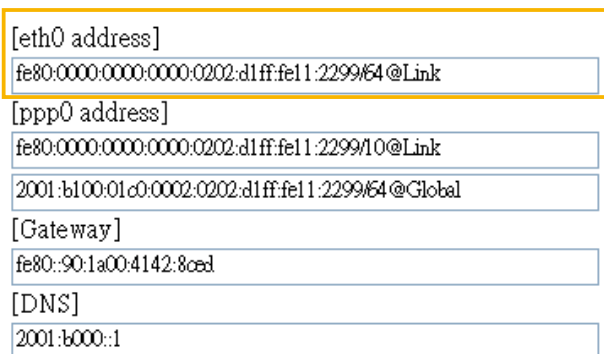 [eth0 address]
fe80:0000:0000:0000:0202:d1ff:fe11:2299/64@Link
[ppp0 address]
fe80:0000:0000:0000:0202:d1ff:fe11:2299/10@Link
2001:b100:01c0:0002:0202:d1ff:fe11:2299/64@Global
[Gateway]
fe80::90:1a00:4142:8ced
[DNS]
2001:b000::1